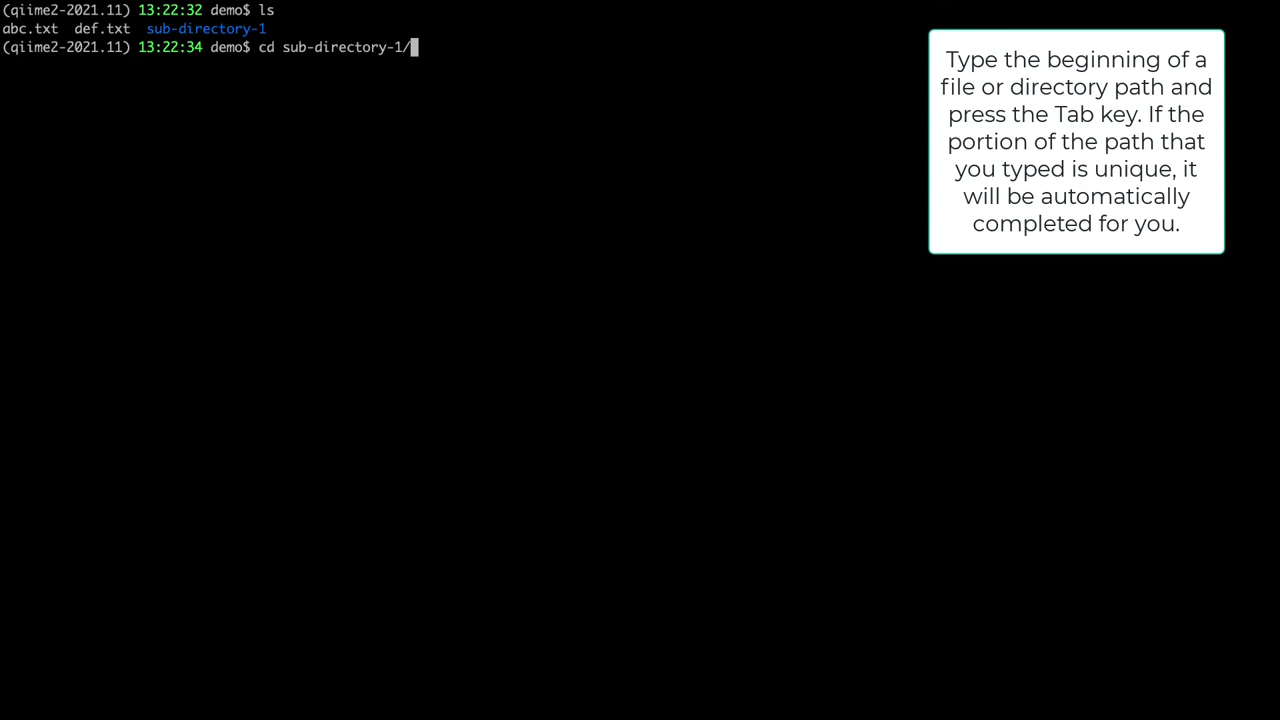 (qiime2-2021.11) 13:22:32 demo$ ls
abc.txt  def.txt  sub-directory-1
(qiime2-2021.11) 13:22:34 demo$ cd sub-directory-1/
Type the beginning of a
file or directory path and
press the Tab key. If the
portion of the path that
you typed is unique, it
will be automatically
completed for you.